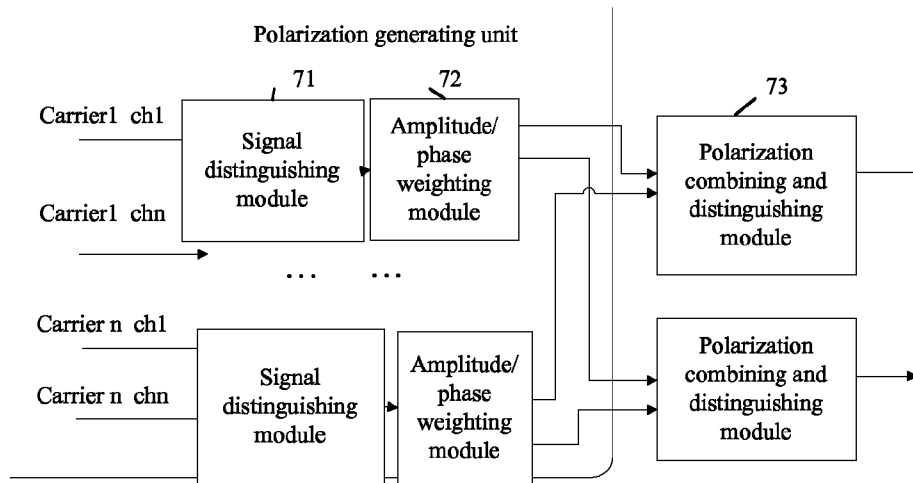 Polarization generating unit
71
72
73
Carrier1 ch1
Signal
distinguishing
module
Amplitude/
phase
weighting
module
Polarization
combining and
distinguishing
module
Carrier1 chn
... ...
Carrier n ch1
Carrier n chn
Signal
distinguishing
module
Amplitude/
phase
weighting
module
Polarization
combining and
distinguishing
module